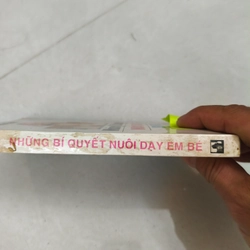 NHỮNG BÍ QUYẾT NUÔI DẠY EM BÉ